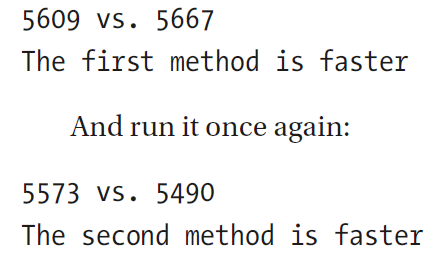 5609 vs. 5667
The first method is faster
And run it once again:
5573 vs. 5490
The second method is faster